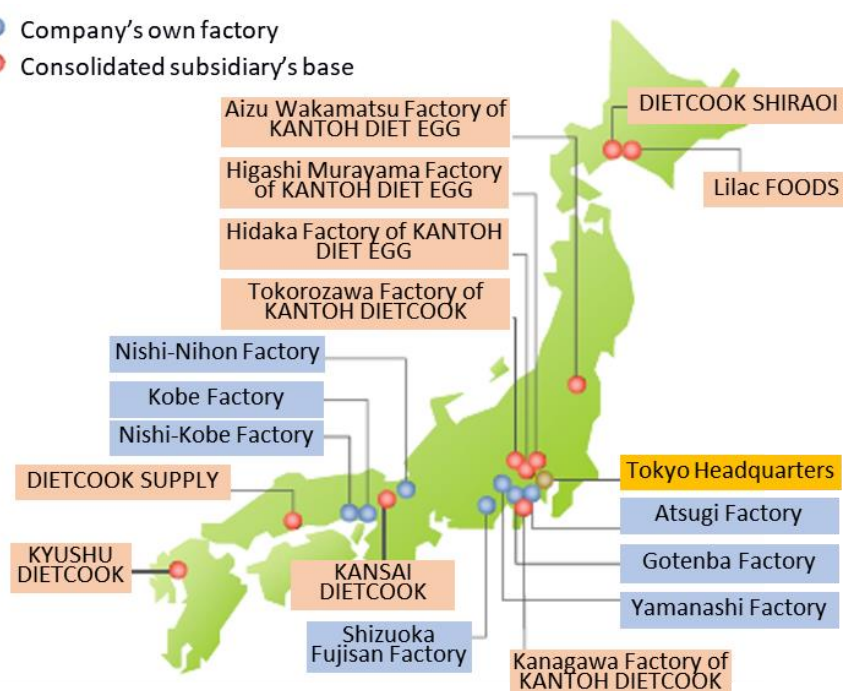 Company's own factory
Consolidated subsidiary's base
Aizu Wakamatsu Factory of
KANTOH DIET EGG
DIETCOOK SHIRAOI
Higashi Murayama Factory
of KANTOH DIET EGG
Lilac FOODS
Hidaka Factory of KANTOH
DIET EGG
Tokorozawa Factory of
KANTOH DIETCOOK
Nishi-Nihon Factory
Kobe Factory
Nishi-Kobe Factory
DIETCOOK SUPPLY
Tokyo Headquarters
Atsugi Factory
KYUSHU
DIETCOOK
KANSAI
DIETCOOK
Gotenba Factory
Yamanashi Factory
Shizuoka
Fujisan Factory
Kanagawa Factory of
KANTOH DIETCOOK